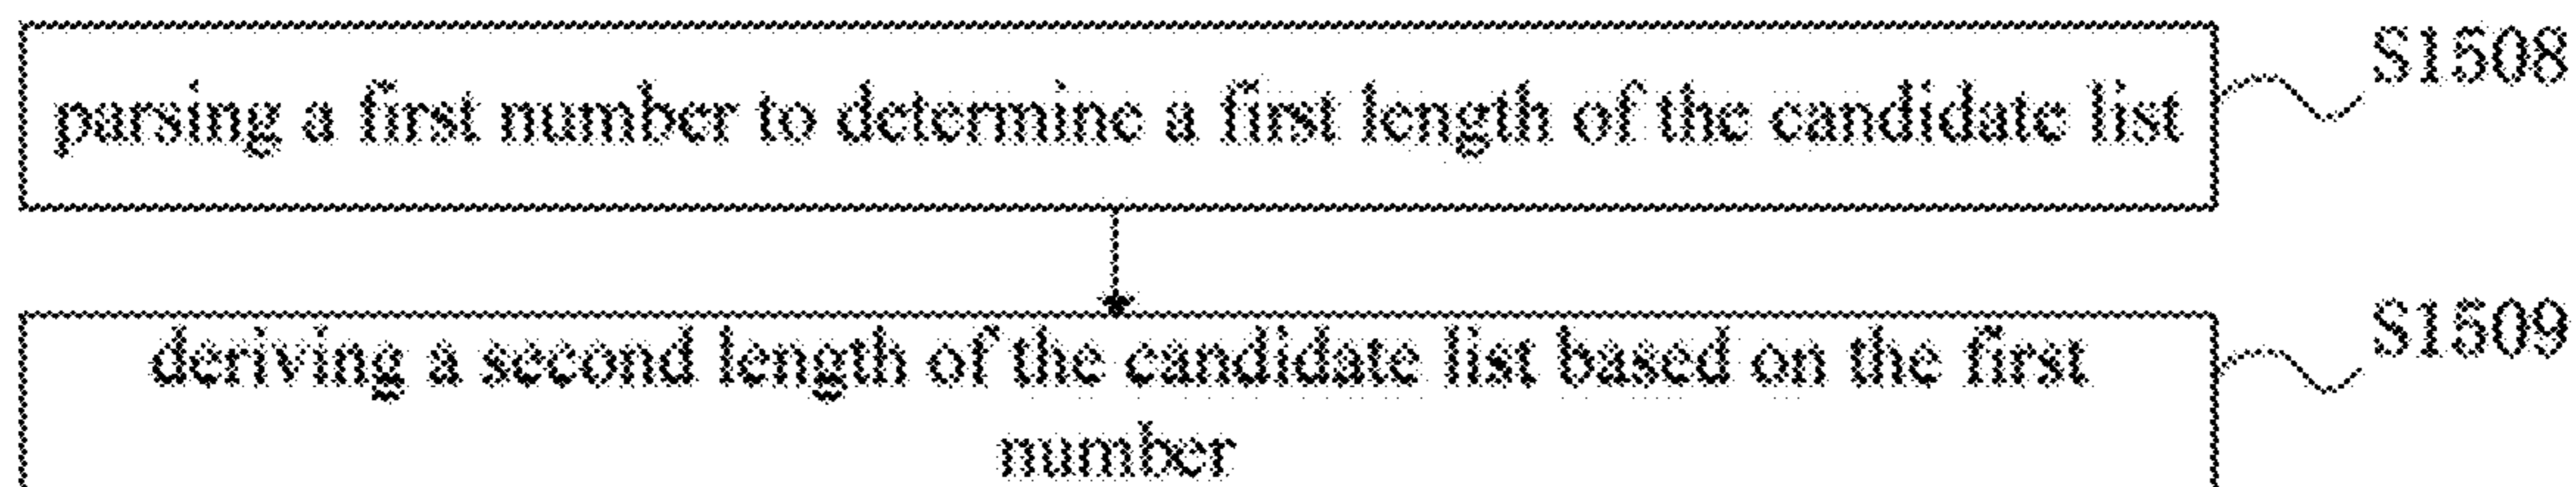 parsing a first number to determine a first length of the candidate list
S1508
deriving a second length of the candidate list based on the first
number
S1509